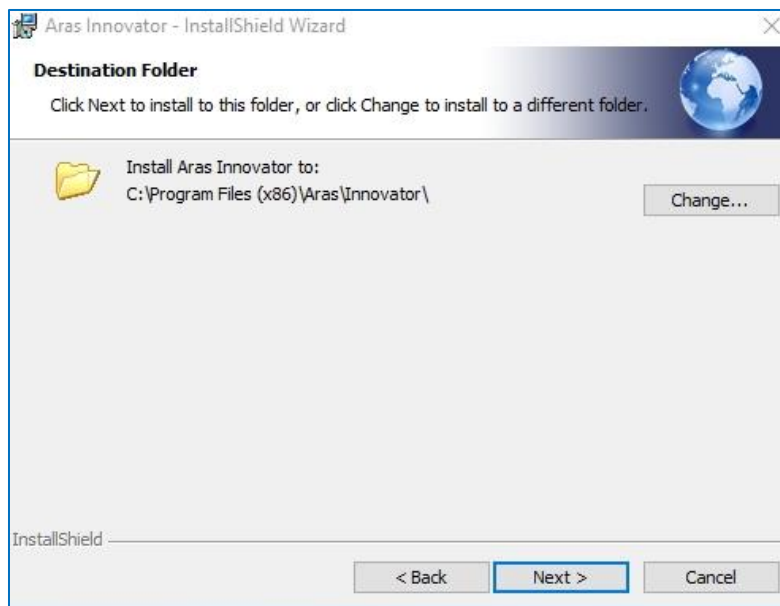 Aras Innovator - InstallShield Wizard
Destination Folder
Click Next to install to this folder, or click Change to install to a different folder.
Install Aras Innovator to:
C:\Program Files (x86)\Aras\Innovator\
Change...
InstallShield
< Back
Next >
Cancel